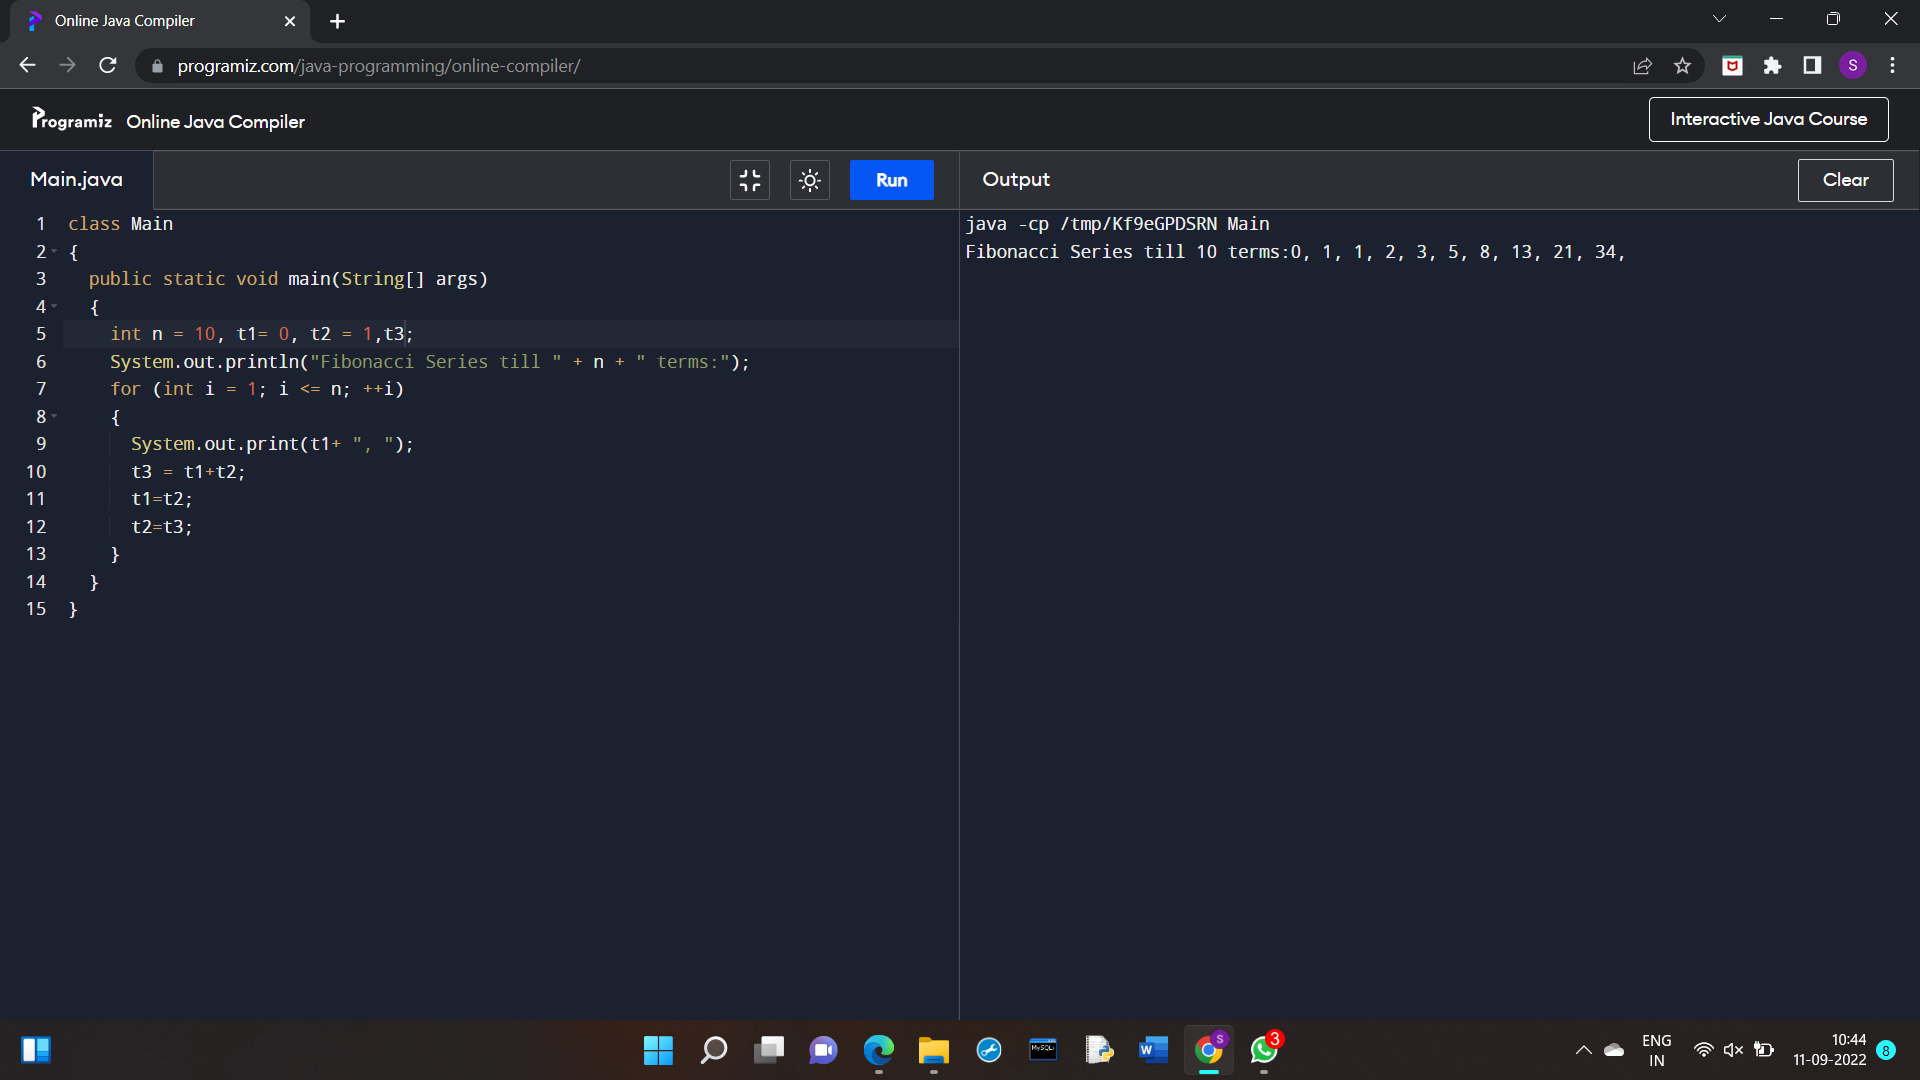 Online Java Compiler
programiz.com/java-programming/online-compiler/
S
Programiz Online Java Compiler
Interactive Java Course
Main.java
Run
Output
Clear
1 class Main
2 {
3 public static void main(String[] args)
4 {
5 int n = 10, t1= 0, t2 = 1,t3;
6 System.out.println("Fibonacci Series till " + n + " terms:");
7 for (int i = 1; i <= n; ++i)
8 {
9 System.out.print(t1+ ", ");
10 t3 = t1+t2;
11 t1=t2;
12 t2=t3;
13 }
14 }
15 }
java -cp /tmp/Kf9eGPDSRN Main
Fibonacci Series till 10 terms:0, 1, 1, 2, 3, 5, 8, 13, 21, 34,
MySQL
W
S
3
ENG
IN
10:44
11-09-2022
8